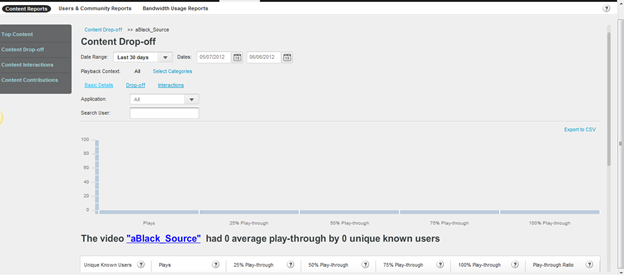 Content Reports Users & Community Reports Bandwidth Usage Reports ?
Top Content
Content Drop-off
Content Interactions
Content Contributions
Content Drop-off >> aBlack_Source
Content Drop-off
Date Range: Last 30 days Dates: 05/07/2012 06/06/2012
Playback Context: All Select Categories
Basic Details Drop-off Interactions
Application: All
Search User:
Export to CSV
100
80
60
40
20
0
Plays 25% Play-through 50% Play-through 75% Play-through 100% Play-through
The video "aBlack_Source" had 0 average play-through by 0 unique known users
Unique Known Users ? Plays ? 25% Play-through ? 50% Play-through ? 75% Play-through ? 100% Play-through ? Play-through Ratio ?